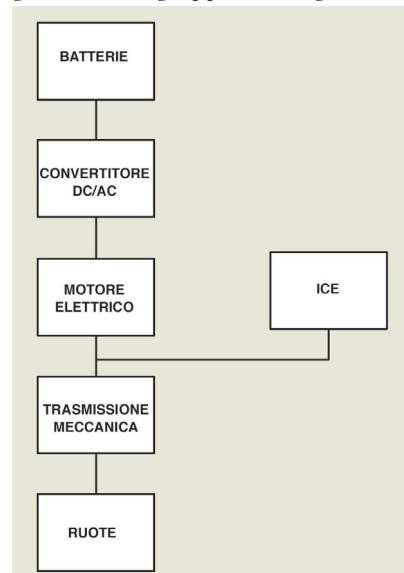 BATTERIE
CONVERTITORE
DC/AC
MOTORE
ELETTRICO
ICE
TRASMISSIONE
MECCANICA
RUOTE